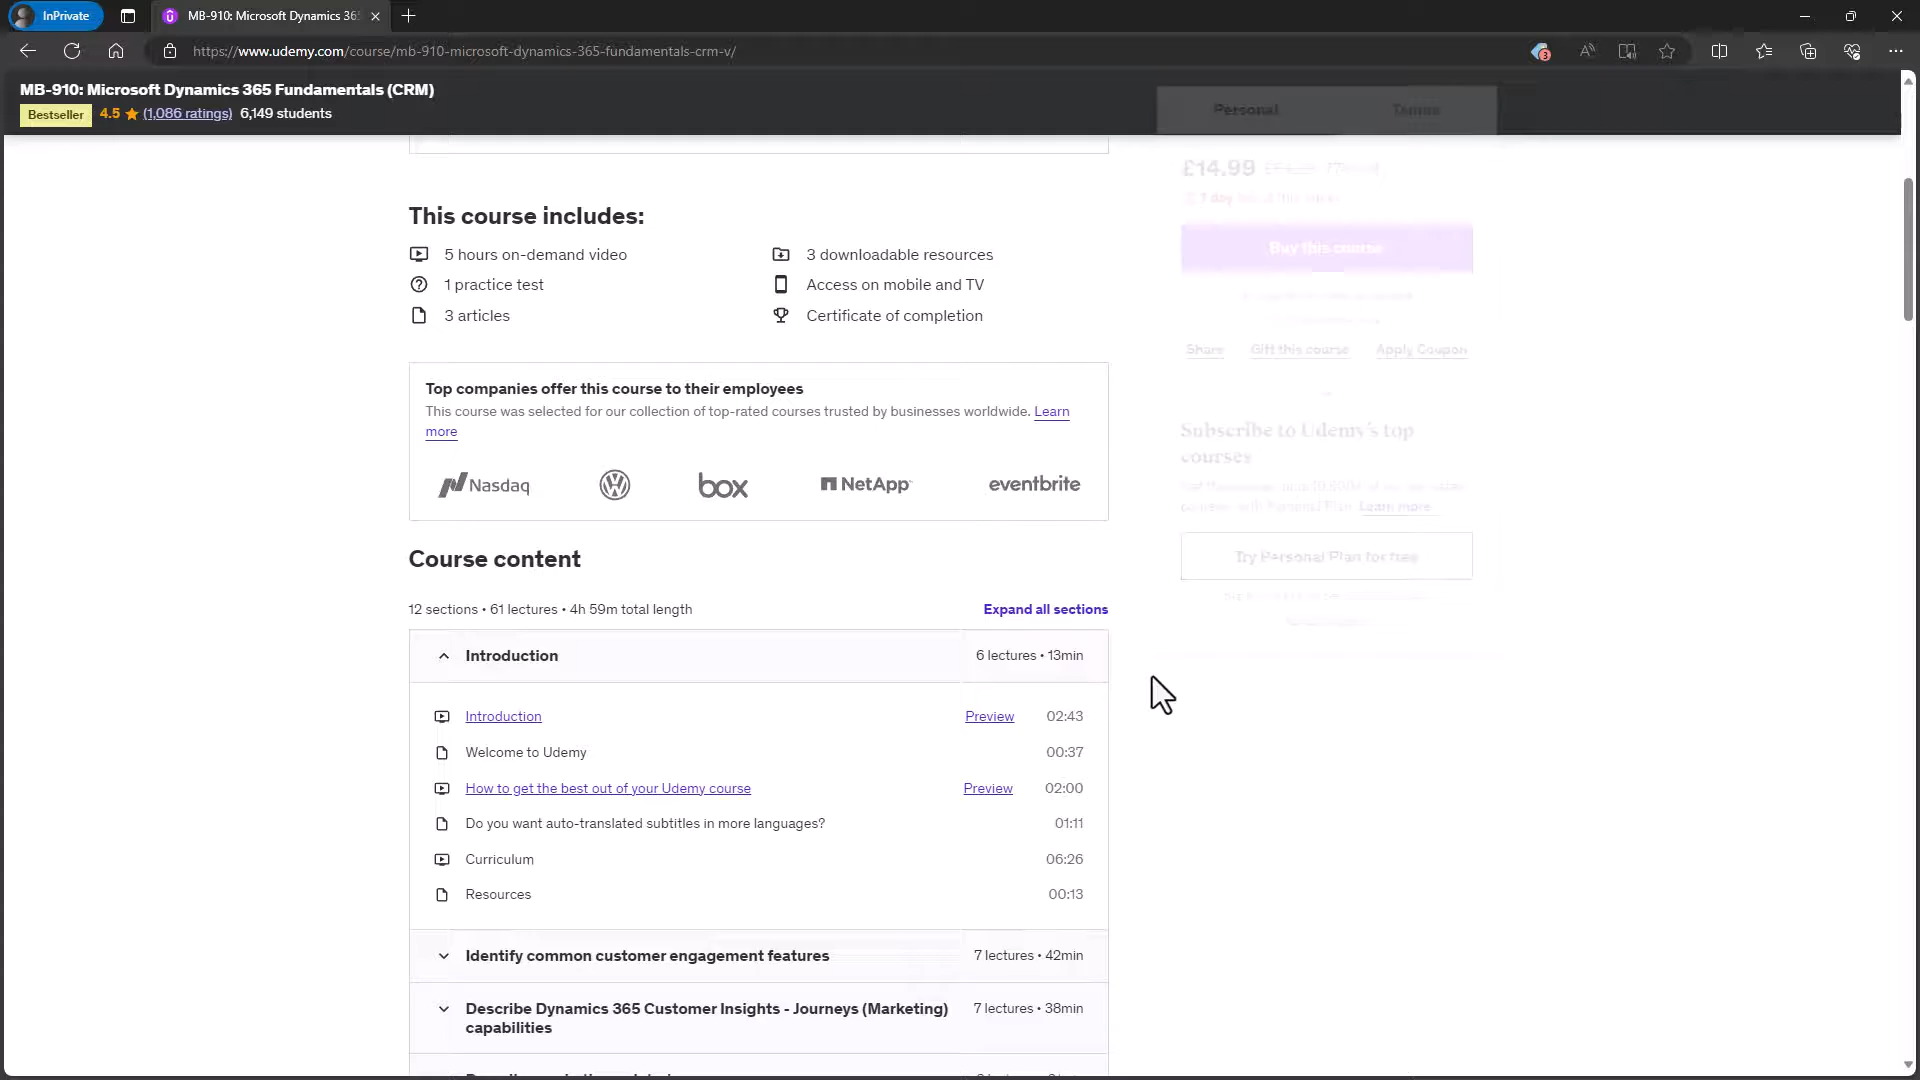 InPrivate
MB-910: Microsoft Dynamics 365
https://www.udemy.com/course/mb-910-microsoft-dynamics-365-fundamentals-crm-v/
3
MB-910: Microsoft Dynamics 365 Fundamentals (CRM)
Bestseller 4.5 (1,086 ratings) 6,149 students
Personal Teams
£14.99
1 day
Buy this course
Share Gift this course Apply Coupon
Subscribe to Udemy's top
courses
Learn more
Try Personal Plan for free
This course includes:
5 hours on-demand video
3 downloadable resources
1 practice test
Access on mobile and TV
3 articles
Certificate of completion
Top companies offer this course to their employees
This course was selected for our collection of top-rated courses trusted by businesses worldwide. Learn
more
Nasdaq box NetApp eventbrite
Course content
12 sections • 61 lectures • 4h 59m total length Expand all sections
Introduction 6 lectures • 13min
Introduction Preview 02:43
Welcome to Udemy 00:37
How to get the best out of your Udemy course Preview 02:00
Do you want auto-translated subtitles in more languages? 01:11
Curriculum 06:26
Resources 00:13
Identify common customer engagement features 7 lectures • 42min
Describe Dynamics 365 Customer Insights - Journeys (Marketing) 7 lectures • 38min
capabilities